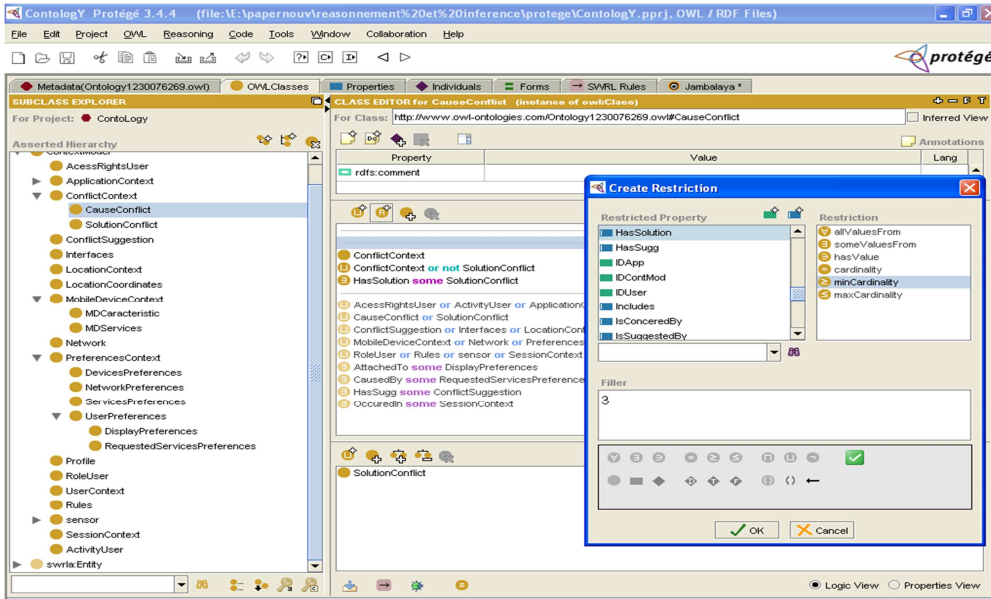 ContologY Protégé 3.4.4 (file:\E:\papernouv\reasonnement%20et%20inference\protege\ContologY.pprj, OWL / RDF Files)
File Edit Project OWL Reasoning Code Tools Window Collaboration Help
protégé
Metadata(Ontology1230076269.owl) OWLClasses Properties Individuals Forms SWRL Rules Jambalaya *
SUBCLASS EXPLORER
For Project: ContoLogy
Asserted Hierarchy
ContextModel
AcessRightsUser
ApplicationContext
ConflictContext
CauseConflict
SolutionConflict
ConflictSuggestion
Interfaces
LocationContext
LocationCoordinates
MobileDeviceContext
MDCaracteristic
MDServices
Network
PreferencesContext
DevicesPreferences
NetworkPreferences
ServicesPreferences
UserPreferences
DisplayPreferences
RequestedServicesPreferences
Profile
RoleUser
UserContext
Rules
sensor
SessionContext
ActivityUser
swrla:Entity
CLASS EDITOR for CauseConflict (instance of owl:Class)
For Class: http://www.owl-ontologies.com/Ontology1230076269.owl#CauseConflict Inferred View
Annotations
Property Value Lang
rdfs:comment
ConflictContext
ConflictContext or not SolutionConflict
HasSolution some SolutionConflict
AcessRightsUser or ActivityUser or ApplicationC
CauseConflict or SolutionConflict
ConflictSuggestion or Interfaces or LocationCont
MobileDeviceContext or Network or Preferences
RoleUser or Rules or sensor or SessionContext
AttachedTo some DisplayPreferences
CausedBy some RequestedServicesPreference
HasSugg some ConflictSuggestion
OccuredIn some SessionContext
SolutionConflict
Logic View Properties View
Create Restriction
Restricted Property
HasSolution
HasSugg
IDApp
IDContMod
IDUser
Includes
IsConceredBy
IsSuggestedBy
Restriction
allValuesFrom
someValuesFrom
hasValue
cardinality
minCardinality
maxCardinality
Filler
3
OK Cancel